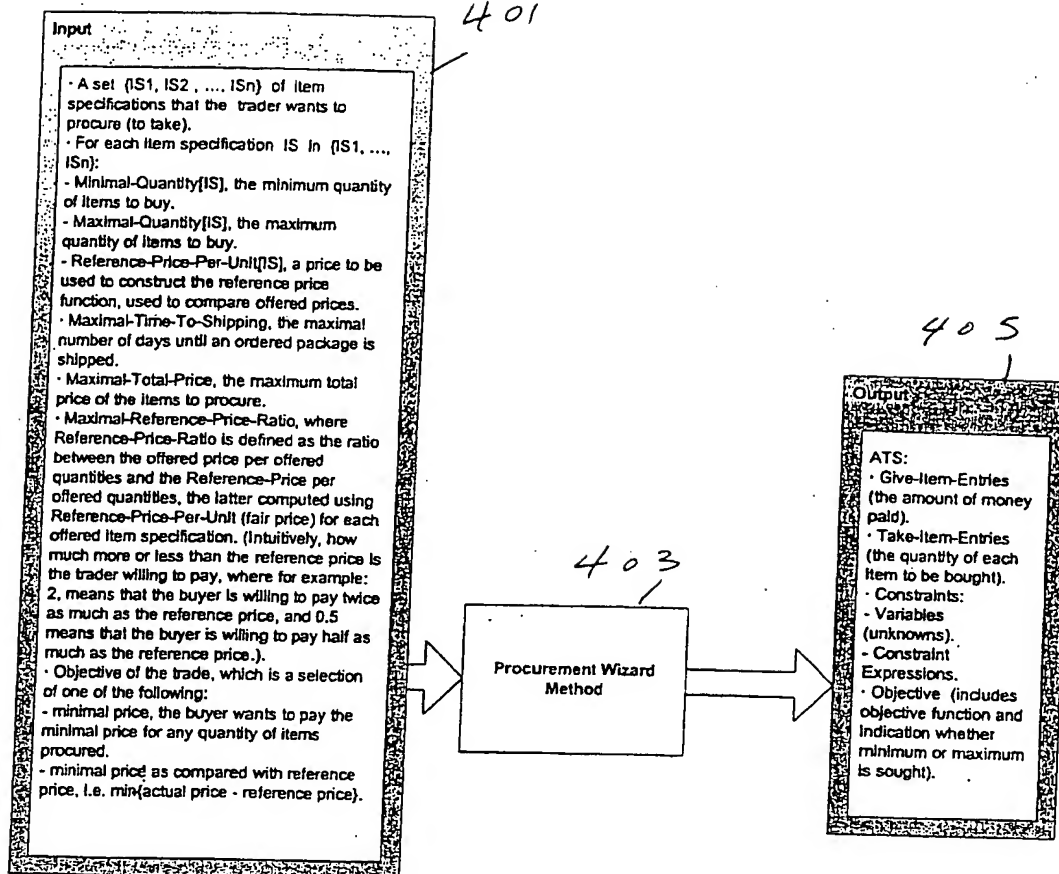 401
Input
· A set {IS1, IS2 , ..., ISn} of item
specifications that the trader wants to
procure (to take).
· For each item specification IS in {IS1, ...,
ISn}:
- Minimal-Quantity[IS], the minimum quantity
of items to buy.
- Maximal-Quantity[IS], the maximum
quantity of items to buy.
- Reference-Price-Per-Unit[IS], a price to be
used to construct the reference price
function, used to compare offered prices.
· Maximal-Time-To-Shipping, the maximal
number of days until an ordered package is
shipped.
· Maximal-Total-Price, the maximum total
price of the items to procure.
· Maximal-Reference-Price-Ratio, where
Reference-Price-Ratio is defined as the ratio
between the offered price per offered
quantities and the Reference-Price per
offered quantities, the latter computed using
Reference-Price-Per-Unit (fair price) for each
offered item specification. (Intuitively, how
much more or less than the reference price is
the trader willing to pay, where for example:
2, means that the buyer is willing to pay twice
as much as the reference price, and 0.5
means that the buyer is willing to pay half as
much as the reference price.).
· Objective of the trade, which is a selection
of one of the following:
- minimal price, the buyer wants to pay the
minimal price for any quantity of items
procured.
- minimal price as compared with reference
price, i.e. min{actual price - reference price}.
403
Procurement Wizard
Method
405
Output
ATS:
· Give-Item-Entries
(the amount of money
paid).
· Take-Item-Entries
(the quantity of each
item to be bought).
· Constraints:
- Variables
(unknowns).
- Constraint
Expressions.
· Objective (includes
objective function and
indication whether
minimum or maximum
is sought).